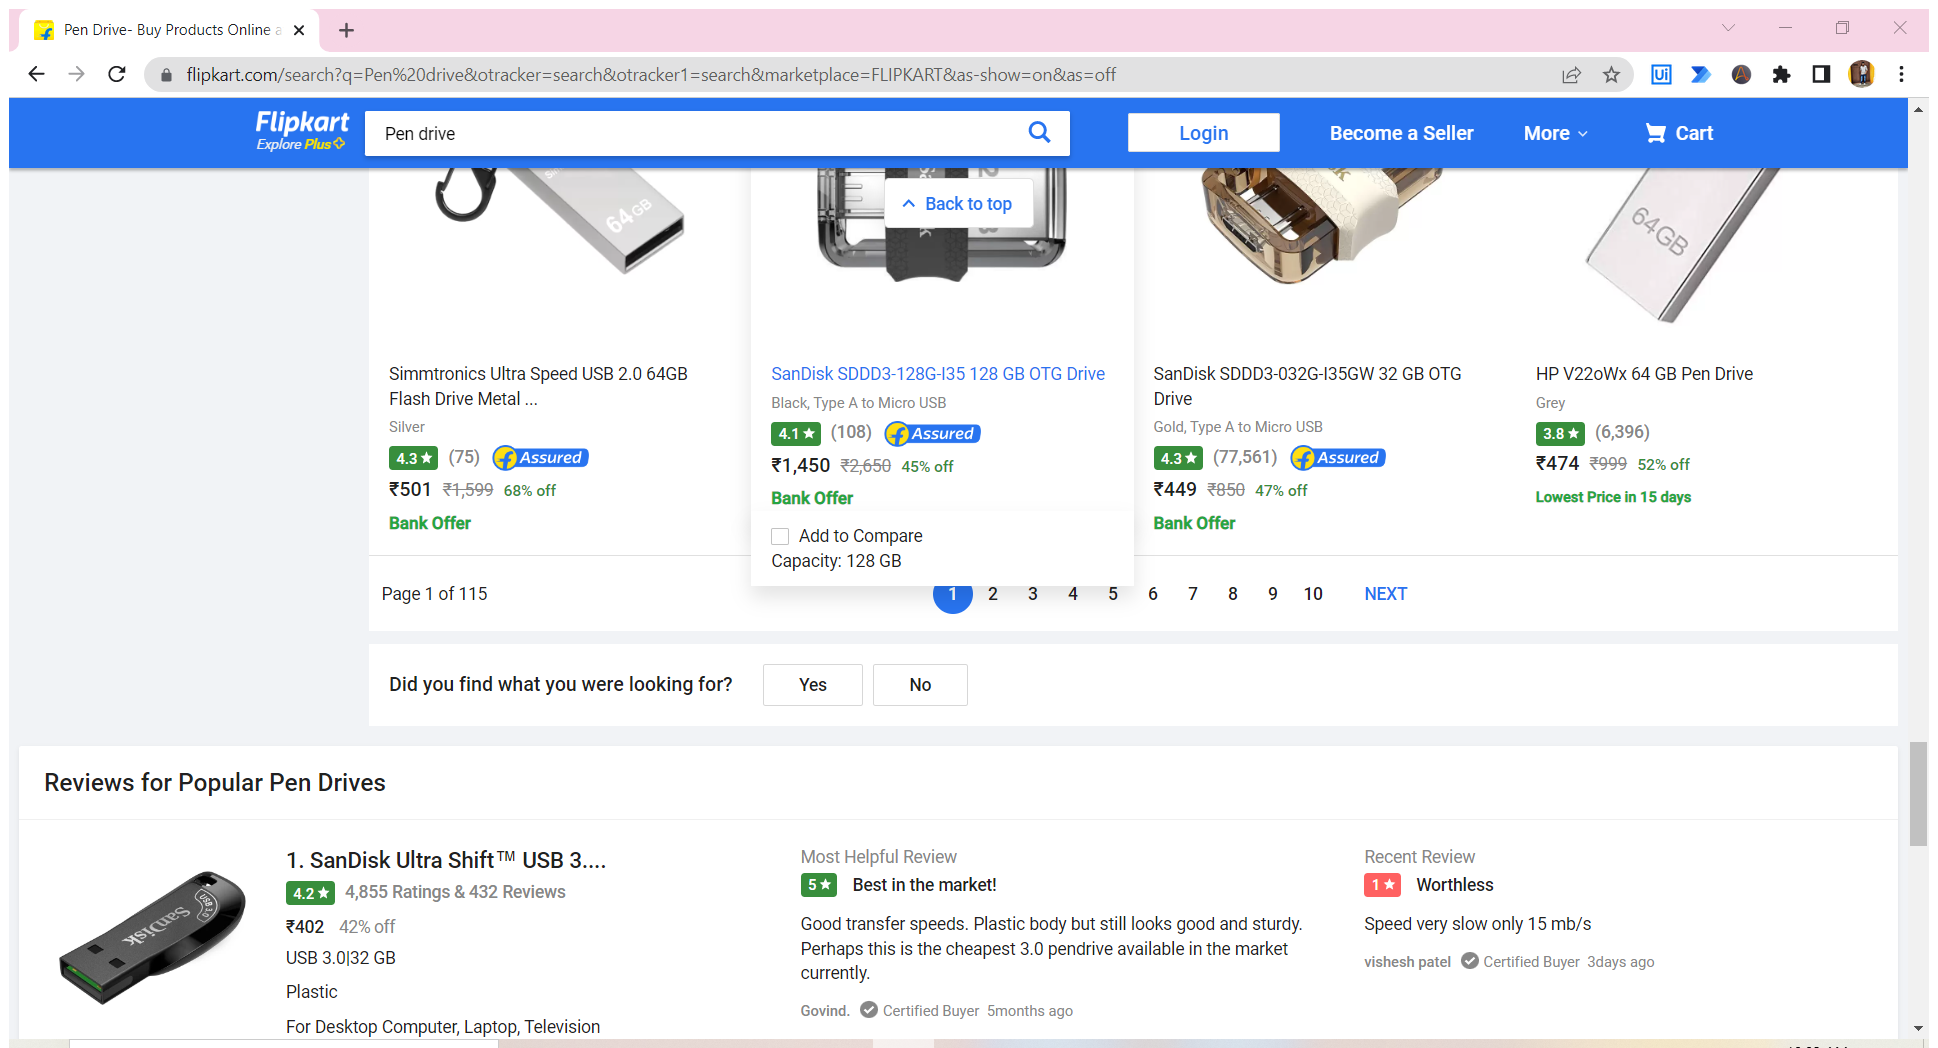 Pen Drive- Buy Products Online a
flipkart.com/search?q=Pen%20drive&otracker=search&otracker1=search&marketplace=FLIPKART&as-show=on&as=off
Ui
Flipkart
Explore Plus
Pen drive
Login
Become a Seller
More
Cart
Back to top
64GB
64GB
Simmtronics Ultra Speed USB 2.0 64GB
Flash Drive Metal ...
Silver
4.3★ (75) Assured
₹501 ₹1,599 68% off
Bank Offer
SanDisk SDDD3-128G-I35 128 GB OTG Drive
Black, Type A to Micro USB
4.1★ (108) Assured
₹1,450 ₹2,650 45% off
Bank Offer
Add to Compare
Capacity: 128 GB
SanDisk SDDD3-032G-I35GW 32 GB OTG
Drive
Gold, Type A to Micro USB
4.3★ (77,561) Assured
₹449 ₹850 47% off
Bank Offer
HP V22oWx 64 GB Pen Drive
Grey
3.8★ (6,396)
₹474 ₹999 52% off
Lowest Price in 15 days
Page 1 of 115
1 2 3 4 5 6 7 8 9 10 NEXT
Did you find what you were looking for?
Yes
No
Reviews for Popular Pen Drives
SanDisk
USB 3.0
1. SanDisk Ultra Shift™ USB 3....
4.2★ 4,855 Ratings & 432 Reviews
₹402 42% off
USB 3.0|32 GB
Plastic
For Desktop Computer, Laptop, Television
Most Helpful Review
5★ Best in the market!
Good transfer speeds. Plastic body but still looks good and sturdy.
Perhaps this is the cheapest 3.0 pendrive available in the market
currently.
Govind. Certified Buyer 5months ago
Recent Review
1★ Worthless
Speed very slow only 15 mb/s
vishesh patel Certified Buyer 3days ago